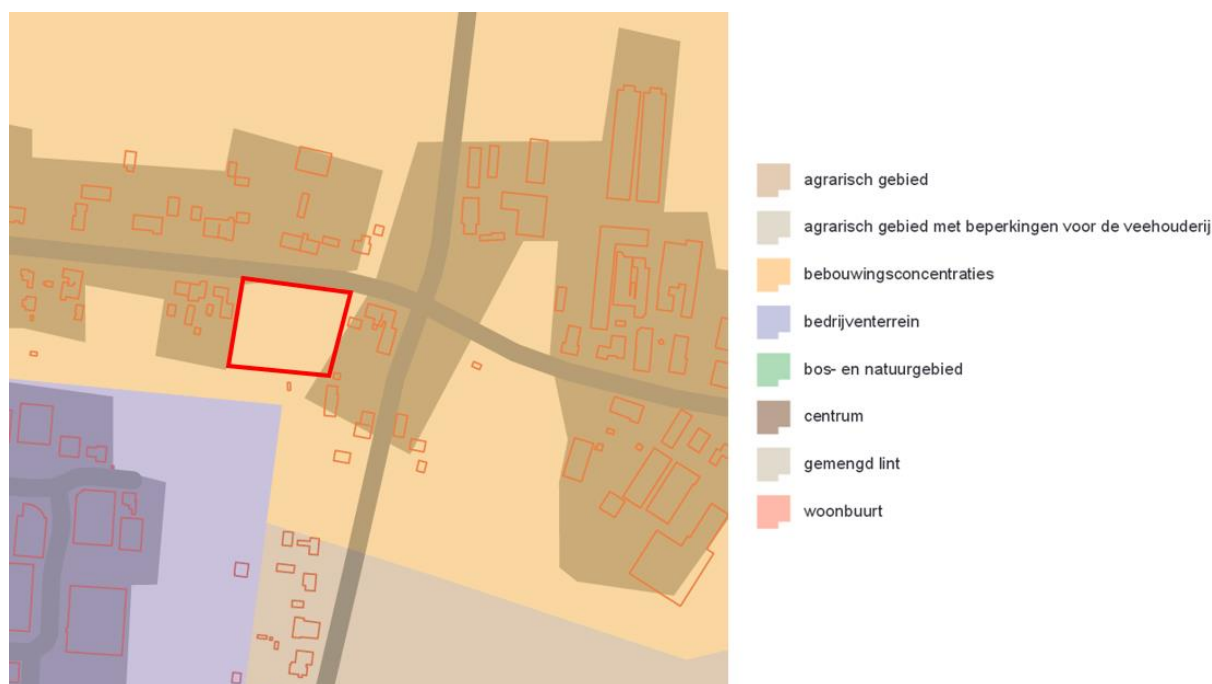 agrarisch gebied
agrarisch gebied met beperkingen voor de veehouderij
bebouwingsconcentraties
bedrijventerrein
bos- en natuurgebied
centrum
gemengd lint
woonbuurt